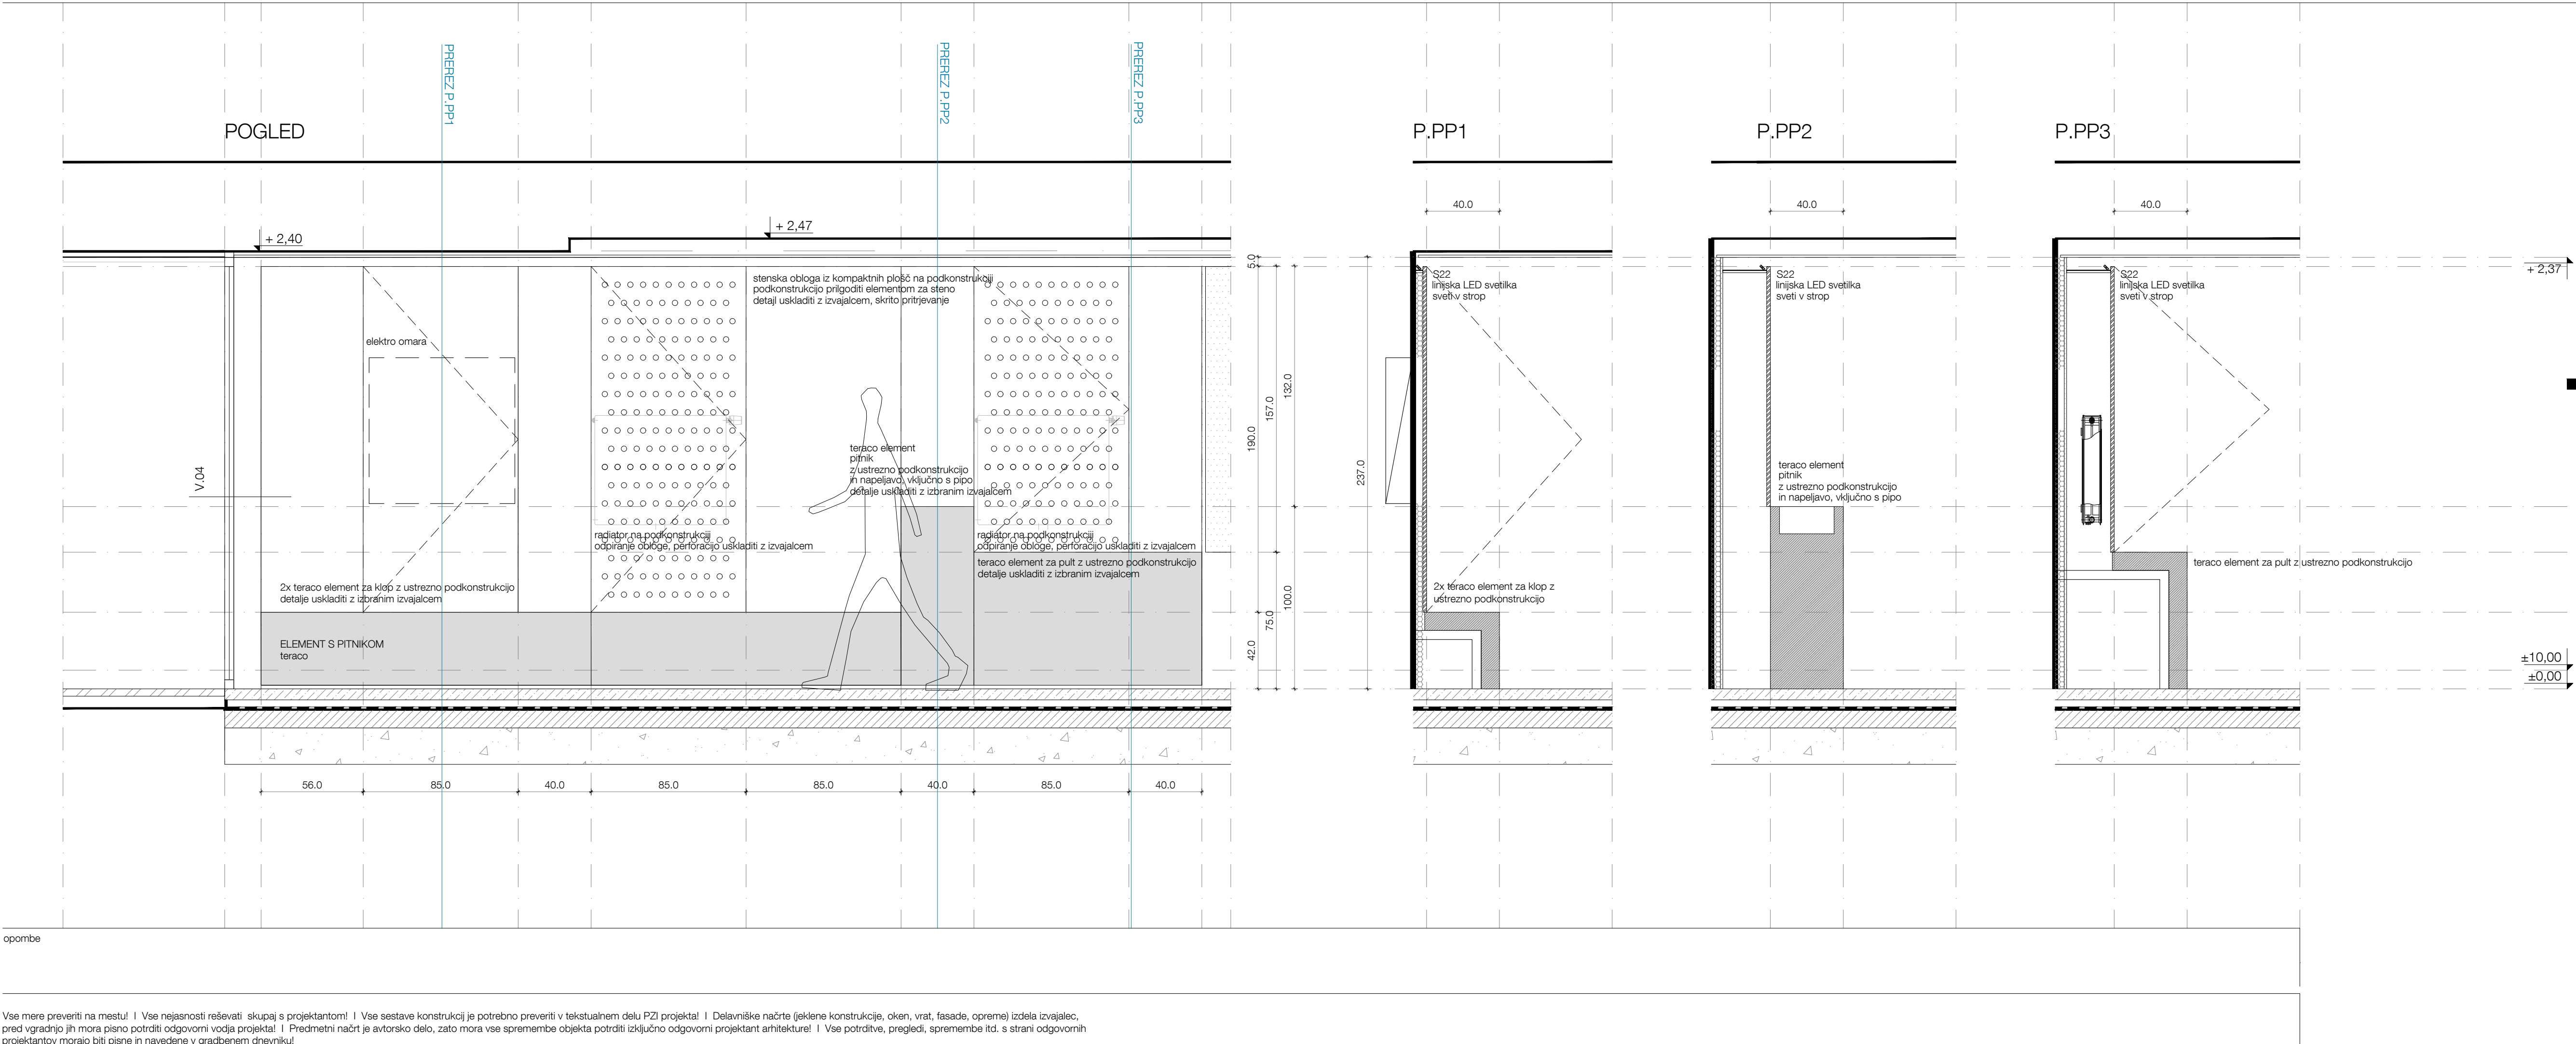 PREREZ P.PP1
PREREZ P.PP2
PREREZ P.PP3
POGLED
P.PP1
P.PP2
P.PP3
40.0
40.0
40.0
+ 2,40
+ 2,47
stenska obloga iz kompaktnih plošč na podkonstrukciji
podkonstrukcijo prilgoditi elementom za steno
detajl uskladiti z izvajalcem, skrito pritrjevanje
elektro omara
V.04
teraco element
pitnik
z ustrezno podkonstrukcijo
in napeljavo, vključno s pipo
detalje uskladiti z izbranim izvajalcem
radiator na podkonstrukciji
odpiranje obloge, perforacijo uskladiti z izvajalcem
radiator na podkonstrukciji
odpiranje obloge, perforacijo uskladiti z izvajalcem
teraco element za pult z ustrezno podkonstrukcijo
detalje uskladiti z izbranim izvajalcem
2x teraco element za klop z ustrezno podkonstrukcijo
detalje uskladiti z izbranim izvajalcem
ELEMENT S PITNIKOM
teraco
5.0
190.0
42.0
157.0
75.0
132.0
100.0
237.0
S22
linijska LED svetilka
sveti v strop
2x teraco element za klop z
ustrezno podkonstrukcijo
S22
linijska LED svetilka
sveti v strop
teraco element
pitnik
z ustrezno podkonstrukcijo
in napeljavo, vključno s pipo
S22
linijska LED svetilka
sveti v strop
teraco element za pult z ustrezno podkonstrukcijo
+ 2,37
±10,00
±0,00
56.0
85.0
40.0
85.0
85.0
40.0
85.0
40.0
opombe
Vse mere preveriti na mestu! I Vse nejasnosti reševati skupaj s projektantom! I Vse sestave konstrukcij je potrebno preveriti v tekstualnem delu PZI projekta! I Delavniške načrte (jeklene konstrukcije, oken, vrat, fasade, opreme) izdela izvajalec,
pred vgradnjo jih mora pisno potrditi odgovorni vodja projekta! I Predmetni načrt je avtorsko delo, zato mora vse spremembe objekta potrditi izključno odgovorni projektant arhitekture! I Vse potrditve, pregledi, spremembe itd. s strani odgovornih
projektantov morajo biti pisne in navedene v gradbenem dnevniku!